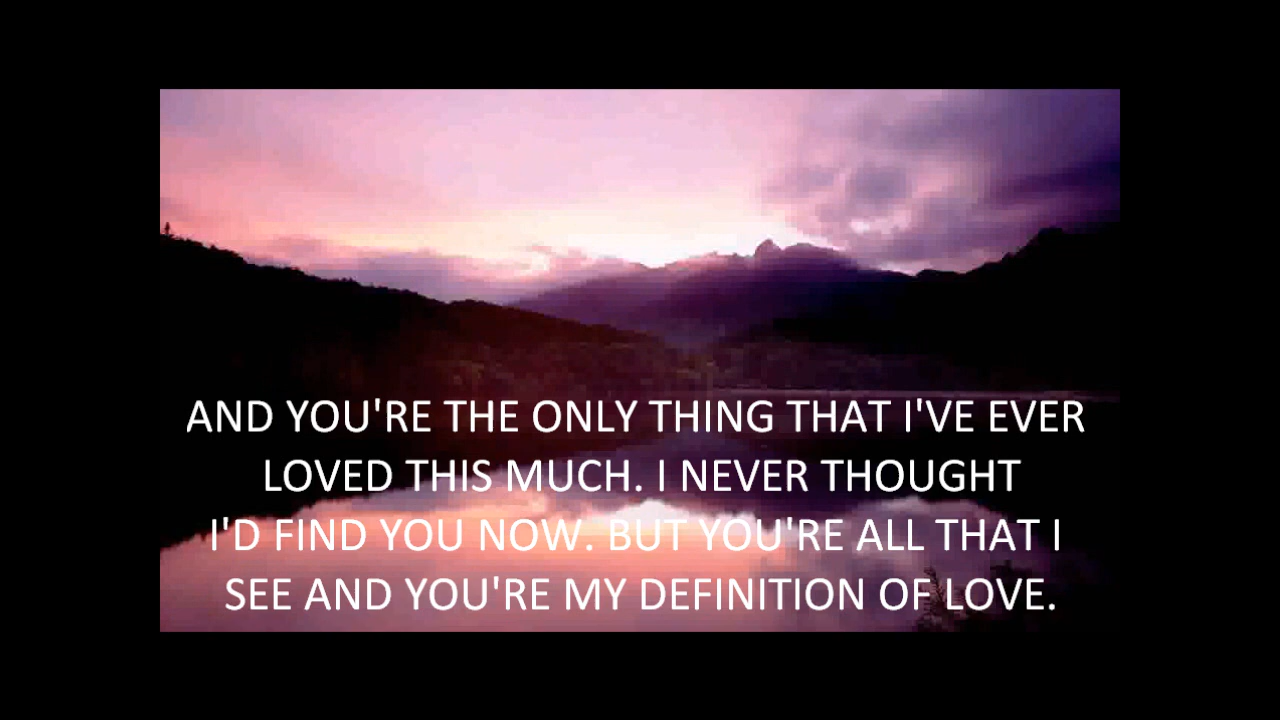 AND YOU'RE THE ONLY THING THAT I'VE EVER
LOVED THIS MUCH. I NEVER THOUGHT
I'D FIND YOU NOW. BUT YOU'RE ALL THAT I
SEE AND YOU'RE MY DEFINITION OF LOVE.